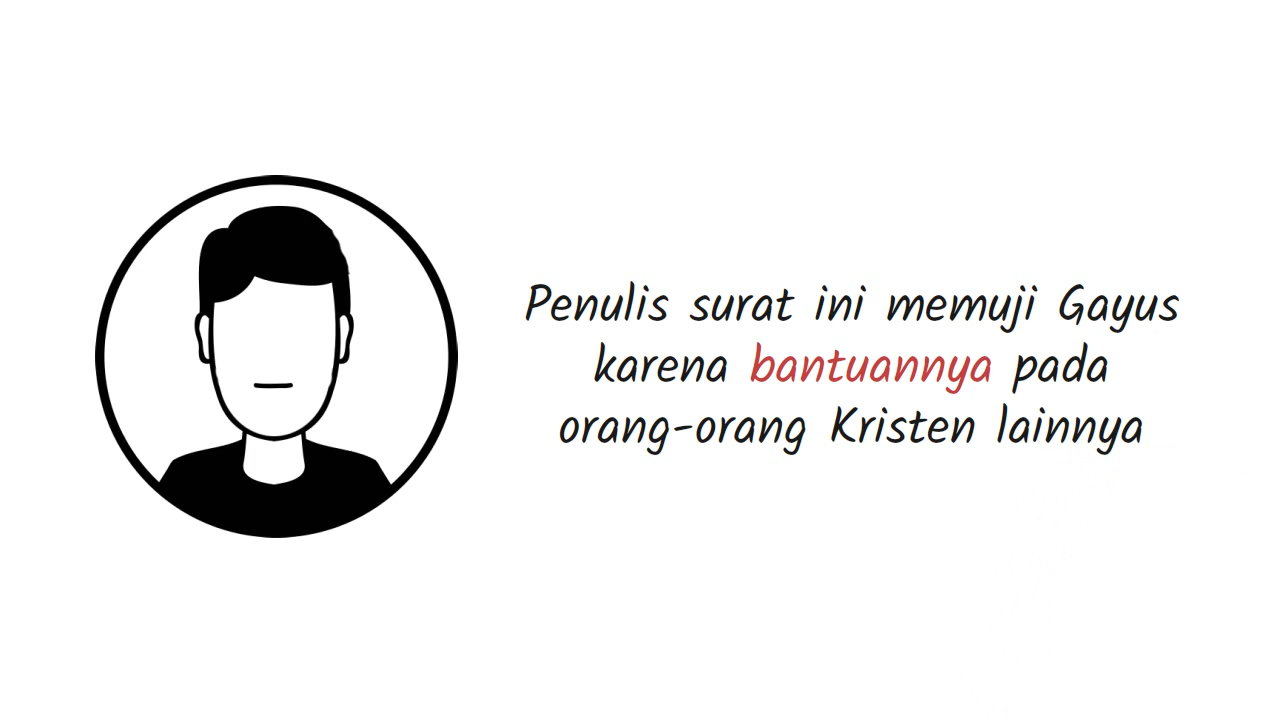 Penulis surat ini memuji Gayus
karena bantuannya pada
orang-orang Kristen lainnya